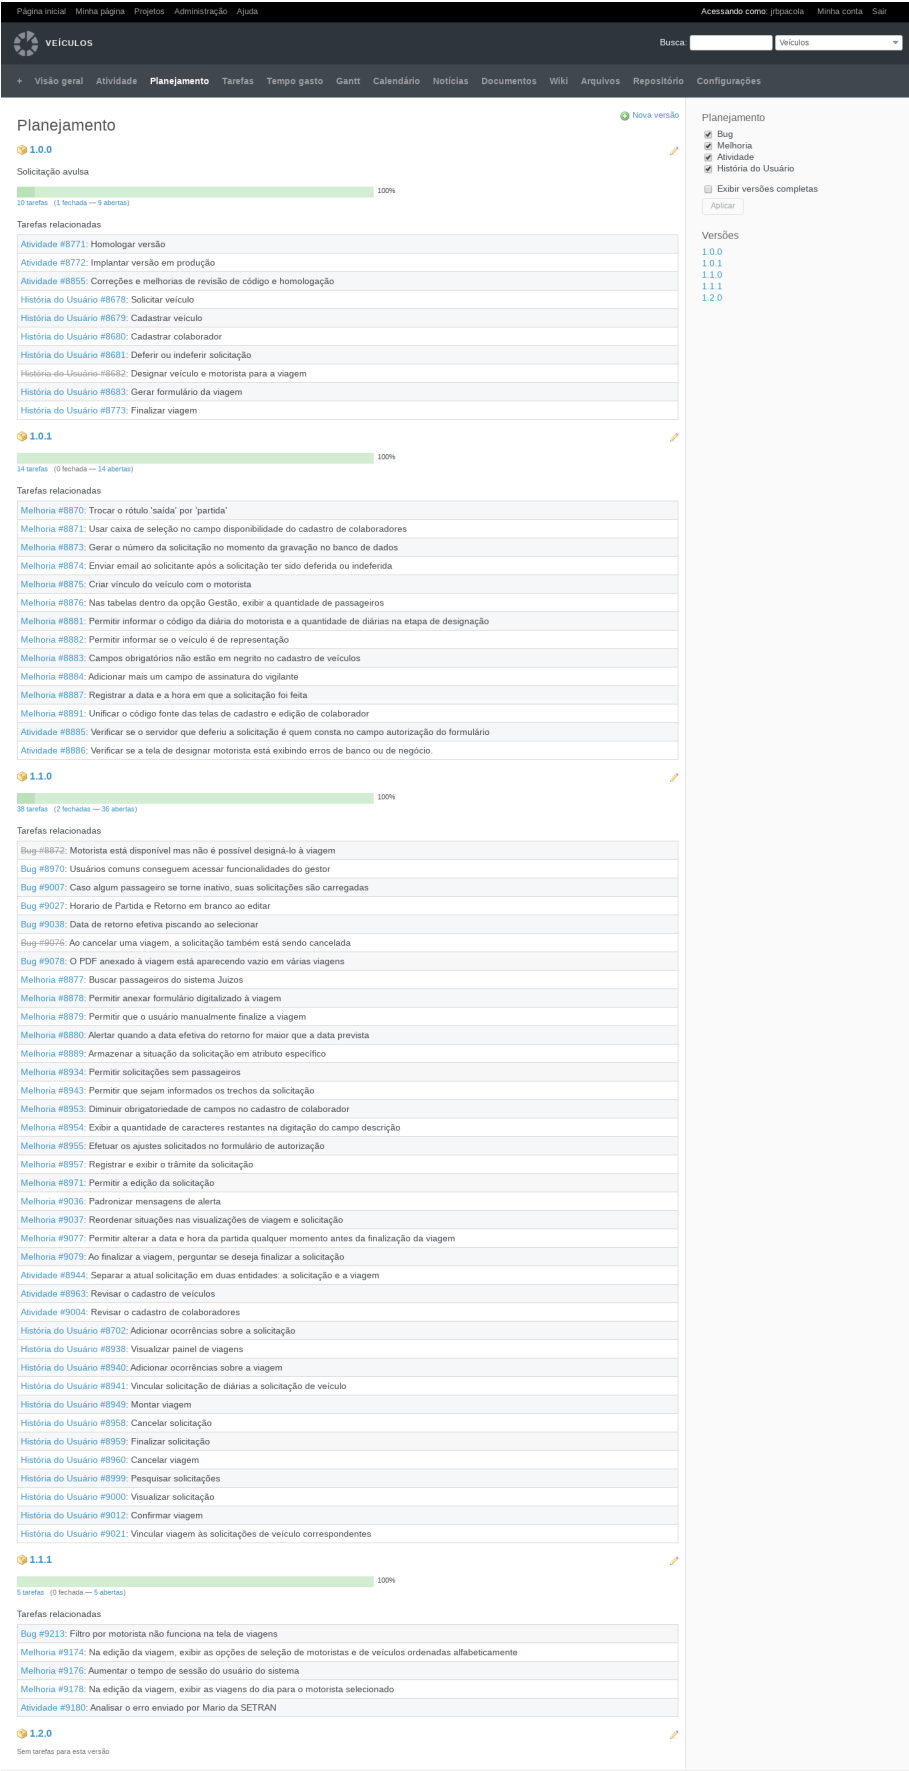 Página inicial Minha página Projetos Administração Ajuda Acessando como: jrbpacola Minha conta Sair
VEÍCULOS Busca: Veículos
+ Visão geral Atividade Planejamento Tarefas Tempo gasto Gantt Calendário Notícias Documentos Wiki Arquivos Repositório Configurações
Nova versão
Planejamento
1.0.0
Solicitação avulsa
100%
10 tarefas (1 fechada — 9 abertas)
Tarefas relacionadas
Atividade #8771: Homologar versão
Atividade #8772: Implantar versão em produção
Atividade #8855: Correções e melhorias de revisão de código e homologação
História do Usuário #8678: Solicitar veículo
História do Usuário #8679: Cadastrar veículo
História do Usuário #8680: Cadastrar colaborador
História do Usuário #8681: Deferir ou indeferir solicitação
História do Usuário #8682: Designar veículo e motorista para a viagem
História do Usuário #8683: Gerar formulário da viagem
História do Usuário #8773: Finalizar viagem
1.0.1
100%
14 tarefas (0 fechada — 14 abertas)
Tarefas relacionadas
Melhoria #8870: Trocar o rótulo 'saída' por 'partida'
Melhoria #8871: Usar caixa de seleção no campo disponibilidade do cadastro de colaboradores
Melhoria #8873: Gerar o número da solicitação no momento da gravação no banco de dados
Melhoria #8874: Enviar email ao solicitante após a solicitação ter sido deferida ou indeferida
Melhoria #8875: Criar vínculo do veículo com o motorista
Melhoria #8876: Nas tabelas dentro da opção Gestão, exibir a quantidade de passageiros
Melhoria #8881: Permitir informar o código da diária do motorista e a quantidade de diárias na etapa de designação
Melhoria #8882: Permitir informar se o veículo é de representação
Melhoria #8883: Campos obrigatórios não estão em negrito no cadastro de veículos
Melhoria #8884: Adicionar mais um campo de assinatura do vigilante
Melhoria #8887: Registrar a data e a hora em que a solicitação foi feita
Melhoria #8891: Unificar o código fonte das telas de cadastro e edição de colaborador
Atividade #8885: Verificar se o servidor que deferiu a solicitação é quem consta no campo autorização do formulário
Atividade #8886: Verificar se a tela de designar motorista está exibindo erros de banco ou de negócio.
1.1.0
100%
38 tarefas (2 fechadas — 36 abertas)
Tarefas relacionadas
Bug #8872: Motorista está disponível mas não é possível designá-lo à viagem
Bug #8970: Usuários comuns conseguem acessar funcionalidades do gestor
Bug #9007: Caso algum passageiro se torne inativo, suas solicitações são carregadas
Bug #9027: Horario de Partida e Retorno em branco ao editar
Bug #9038: Data de retorno efetiva piscando ao selecionar
Bug #9076: Ao cancelar uma viagem, a solicitação também está sendo cancelada
Bug #9078: O PDF anexado à viagem está aparecendo vazio em várias viagens
Melhoria #8877: Buscar passageiros do sistema Juizos
Melhoria #8878: Permitir anexar formulário digitalizado à viagem
Melhoria #8879: Permitir que o usuário manualmente finalize a viagem
Melhoria #8880: Alertar quando a data efetiva do retorno for maior que a data prevista
Melhoria #8889: Armazenar a situação da solicitação em atributo específico
Melhoria #8934: Permitir solicitações sem passageiros
Melhoria #8943: Permitir que sejam informados os trechos da solicitação
Melhoria #8953: Diminuir obrigatoriedade de campos no cadastro de colaborador
Melhoria #8954: Exibir a quantidade de caracteres restantes na digitação do campo descrição
Melhoria #8955: Efetuar os ajustes solicitados no formulário de autorização
Melhoria #8957: Registrar e exibir o trâmite da solicitação
Melhoria #8971: Permitir a edição da solicitação
Melhoria #9036: Padronizar mensagens de alerta
Melhoria #9037: Reordenar situações nas visualizações de viagem e solicitação
Melhoria #9077: Permitir alterar a data e hora da partida qualquer momento antes da finalização da viagem
Melhoria #9079: Ao finalizar a viagem, perguntar se deseja finalizar a solicitação
Atividade #8944: Separar a atual solicitação em duas entidades: a solicitação e a viagem
Atividade #8963: Revisar o cadastro de veículos
Atividade #9004: Revisar o cadastro de colaboradores
História do Usuário #8702: Adicionar ocorrências sobre a solicitação
História do Usuário #8938: Visualizar painel de viagens
História do Usuário #8940: Adicionar ocorrências sobre a viagem
História do Usuário #8941: Vincular solicitação de diárias a solicitação de veículo
História do Usuário #8949: Montar viagem
História do Usuário #8958: Cancelar solicitação
História do Usuário #8959: Finalizar solicitação
História do Usuário #8960: Cancelar viagem
História do Usuário #8999: Pesquisar solicitações
História do Usuário #9000: Visualizar solicitação
História do Usuário #9012: Confirmar viagem
História do Usuário #9021: Vincular viagem às solicitações de veículo correspondentes
1.1.1
100%
5 tarefas (0 fechada — 5 abertas)
Tarefas relacionadas
Bug #9213: Filtro por motorista não funciona na tela de viagens
Melhoria #9174: Na edição da viagem, exibir as opções de seleção de motoristas e de veículos ordenadas alfabeticamente
Melhoria #9176: Aumentar o tempo de sessão do usuário do sistema
Melhoria #9178: Na edição da viagem, exibir as viagens do dia para o motorista selecionado
Atividade #9180: Analisar o erro enviado por Mario da SETRAN
1.2.0
Sem tarefas para esta versão
Planejamento
Bug
Melhoria
Atividade
História do Usuário
Exibir versões completas
Aplicar
Versões
1.0.0
1.0.1
1.1.0
1.1.1
1.2.0